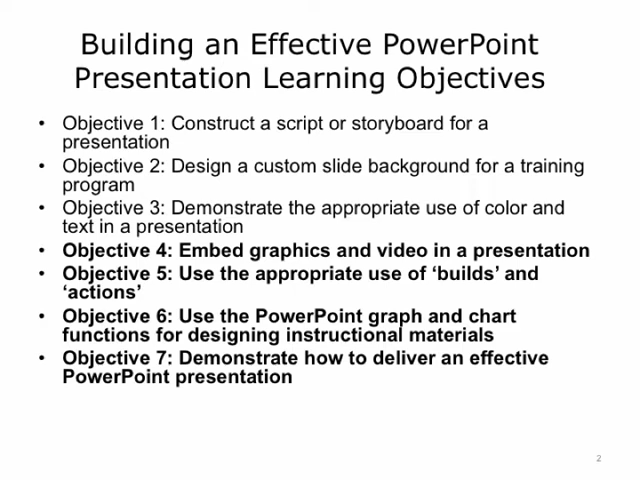 Building an Effective PowerPoint
Presentation Learning Objectives
• Objective 1: Construct a script or storyboard for a
presentation
• Objective 2: Design a custom slide background for a training
program
• Objective 3: Demonstrate the appropriate use of color and
text in a presentation
• Objective 4: Embed graphics and video in a presentation
• Objective 5: Use the appropriate use of ‘builds’ and
‘actions’
• Objective 6: Use the PowerPoint graph and chart
functions for designing instructional materials
• Objective 7: Demonstrate how to deliver an effective
PowerPoint presentation
2